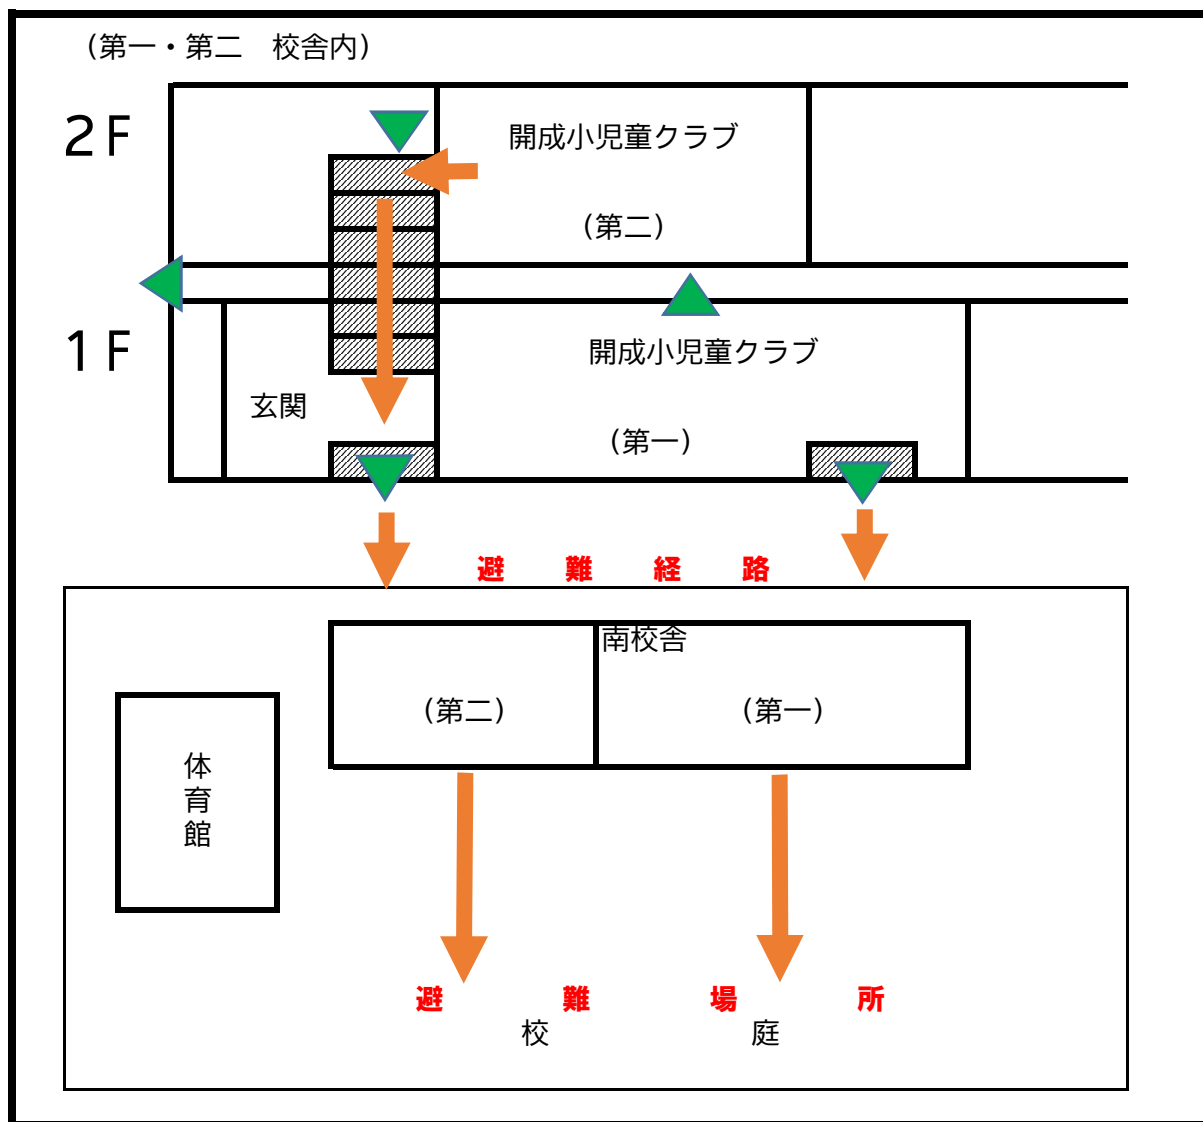 （第一・第二　校舎内）
2F
開成小児童クラブ
（第二）
1F
開成小児童クラブ
玄関
（第一）
避　難　経　路
南校舎
（第二）
（第一）
体
育
館
避　難　場　所
校　庭